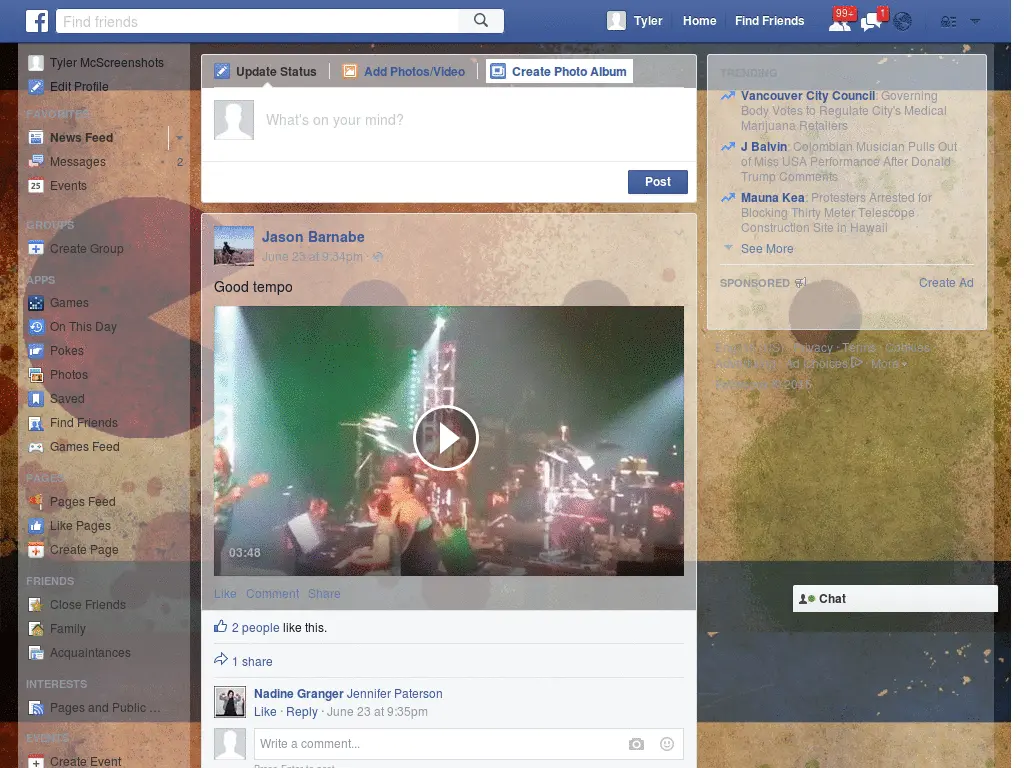 Find friends
Tyler
Home
Find Friends
99+
1
Tyler McScreenshots
Edit Profile
FAVORITES
News Feed
Messages 2
Events
GROUPS
Create Group
APPS
Games
On This Day
Pokes
Photos
Saved
Find Friends
Games Feed
PAGES
Pages Feed
Like Pages
Create Page
FRIENDS
Close Friends
Family
Acquaintances
INTERESTS
Pages and Public ...
EVENTS
Create Event
Update Status
Add Photos/Video
Create Photo Album
What's on your mind?
Post
Jason Barnabe
June 23 at 9:34pm ·
Good tempo
03:48
Like Comment Share
2 people like this.
1 share
Nadine Granger Jennifer Paterson
Like · Reply · June 23 at 9:35pm
Write a comment...
Press Enter to post.
TRENDING
Vancouver City Council: Governing
Body Votes to Regulate City's Medical
Marijuana Retailers
J Balvin: Colombian Musician Pulls Out
of Miss USA Performance After Donald
Trump Comments
Mauna Kea: Protesters Arrested for
Blocking Thirty Meter Telescope
Construction Site in Hawaii
See More
SPONSORED
Create Ad
Privacy · Terms · Cookies
Ad Choices · More
2015
Chat